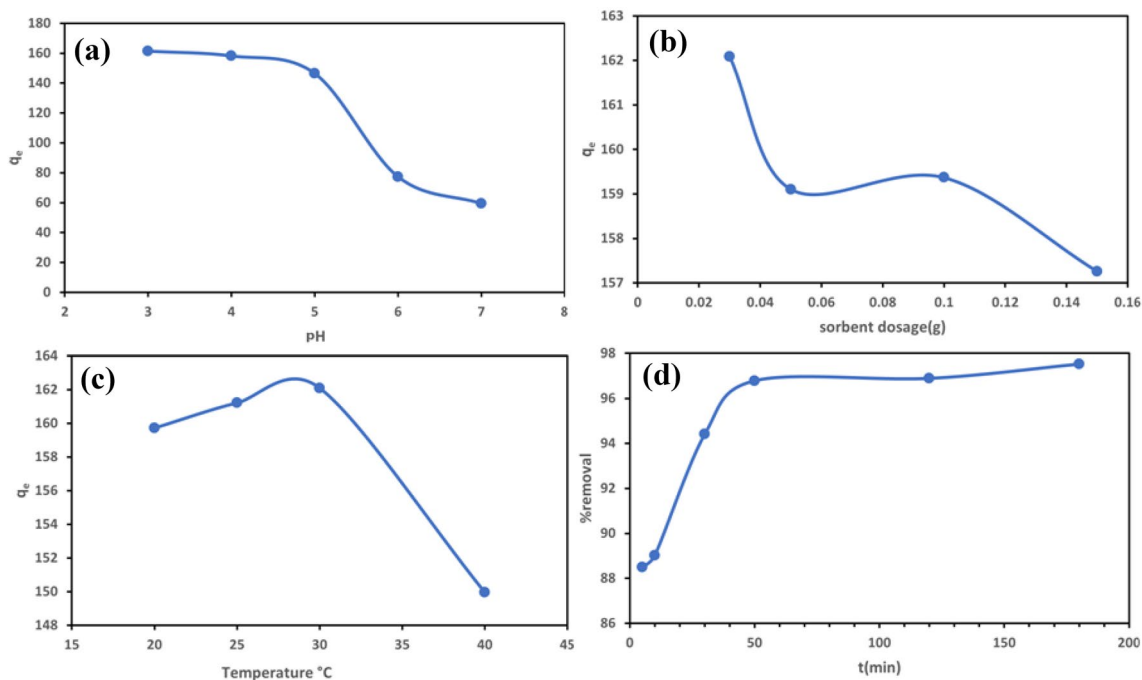 (a)
180
160
140
120
100
80
60
40
20
0
qₑ
2 3 4 5 6 7 8
pH
(b)
163
162
161
160
159
158
157
qₑ
0 0.02 0.04 0.06 0.08 0.1 0.12 0.14 0.16
sorbent dosage(g)
(c)
164
162
160
158
156
154
152
150
148
qₑ
15 20 25 30 35 40 45
Temperature °C
(d)
98
96
94
92
90
88
86
%removal
0 50 100 150 200
t(min)